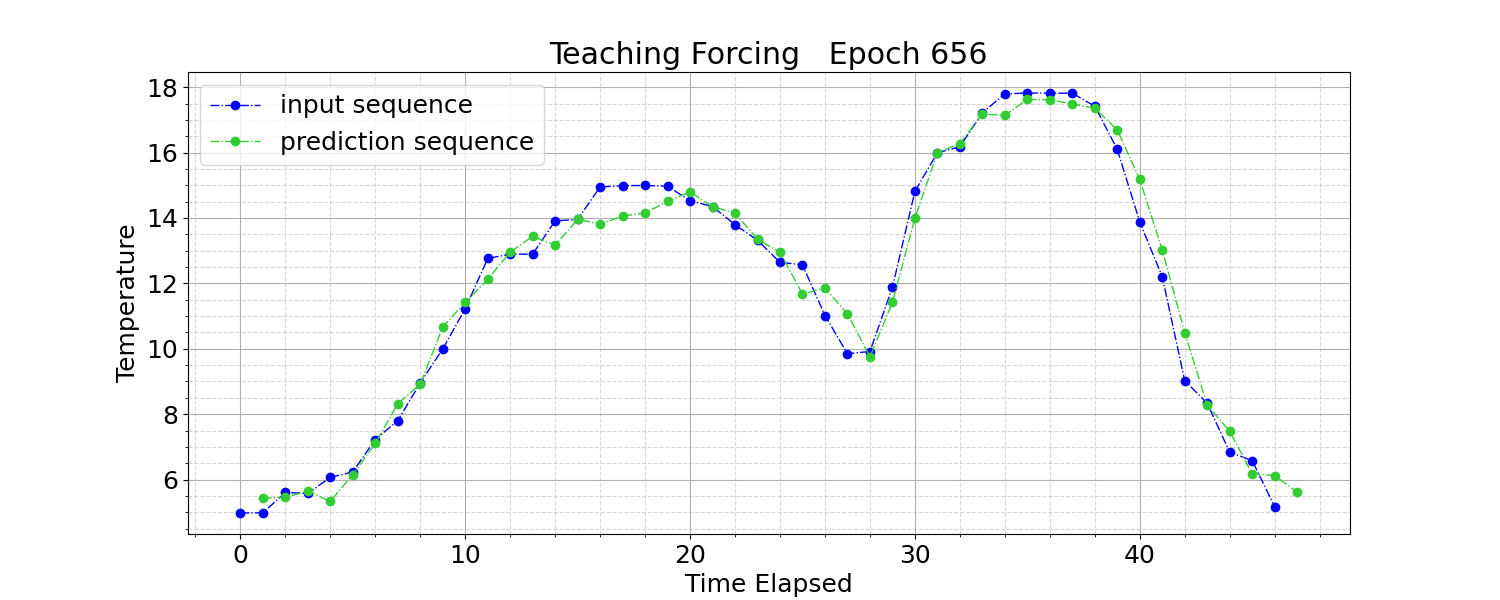 Teaching Forcing   Epoch 656
input sequence
prediction sequence
18
16
14
12
10
8
6
Temperature
0 10 20 30 40
Time Elapsed